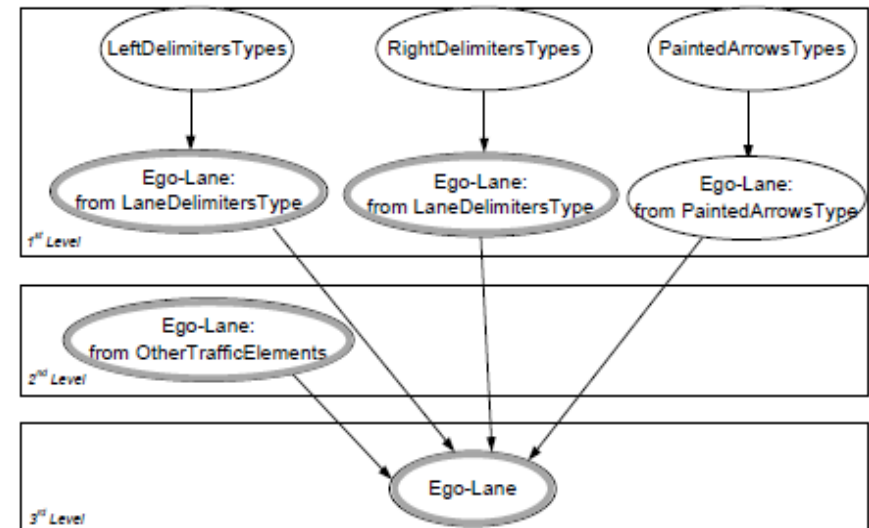 LeftDelimitersTypes
RightDelimitersTypes
PaintedArrowsTypes
Ego-Lane:
from LaneDelimitersType
Ego-Lane:
from LaneDelimitersType
Ego-Lane:
from PaintedArrowsType
1st Level
Ego-Lane:
from OtherTrafficElements
2nd Level
Ego-Lane
3rd Level